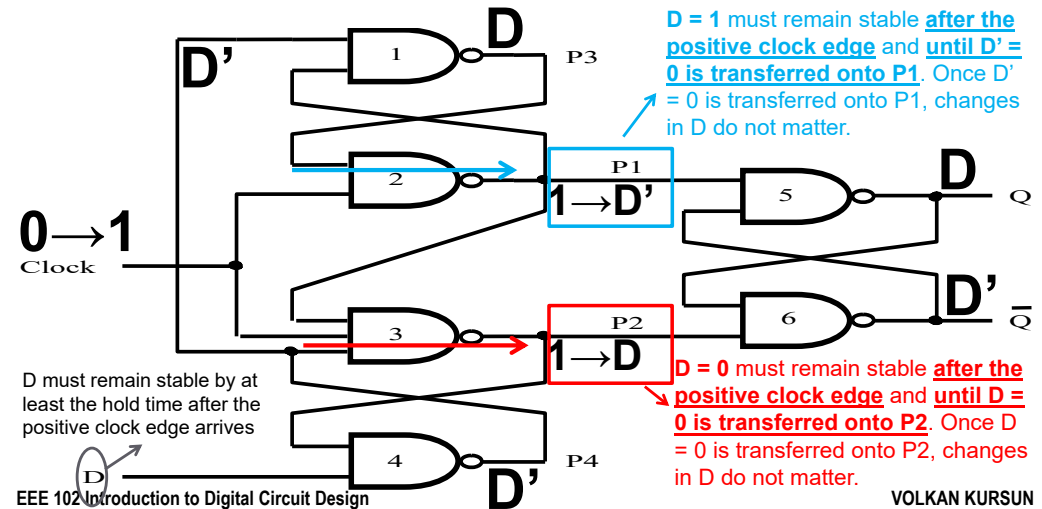 D = 1 must remain stable after the
positive clock edge and until D’ =
0 is transferred onto P1. Once D’
= 0 is transferred onto P1, changes
in D do not matter.
D’
1
D
P3
2
P1
1→D’
5
D
Q
0→1
Clock
3
P2
1→D
6
D’
Q̅
D must remain stable by at
least the hold time after the
positive clock edge arrives
D = 0 must remain stable after the
positive clock edge and until D =
0 is transferred onto P2. Once D
= 0 is transferred onto P2, changes
in D do not matter.
D
4
D’
P4
EEE 102 Introduction to Digital Circuit Design
VOLKAN KURSUN